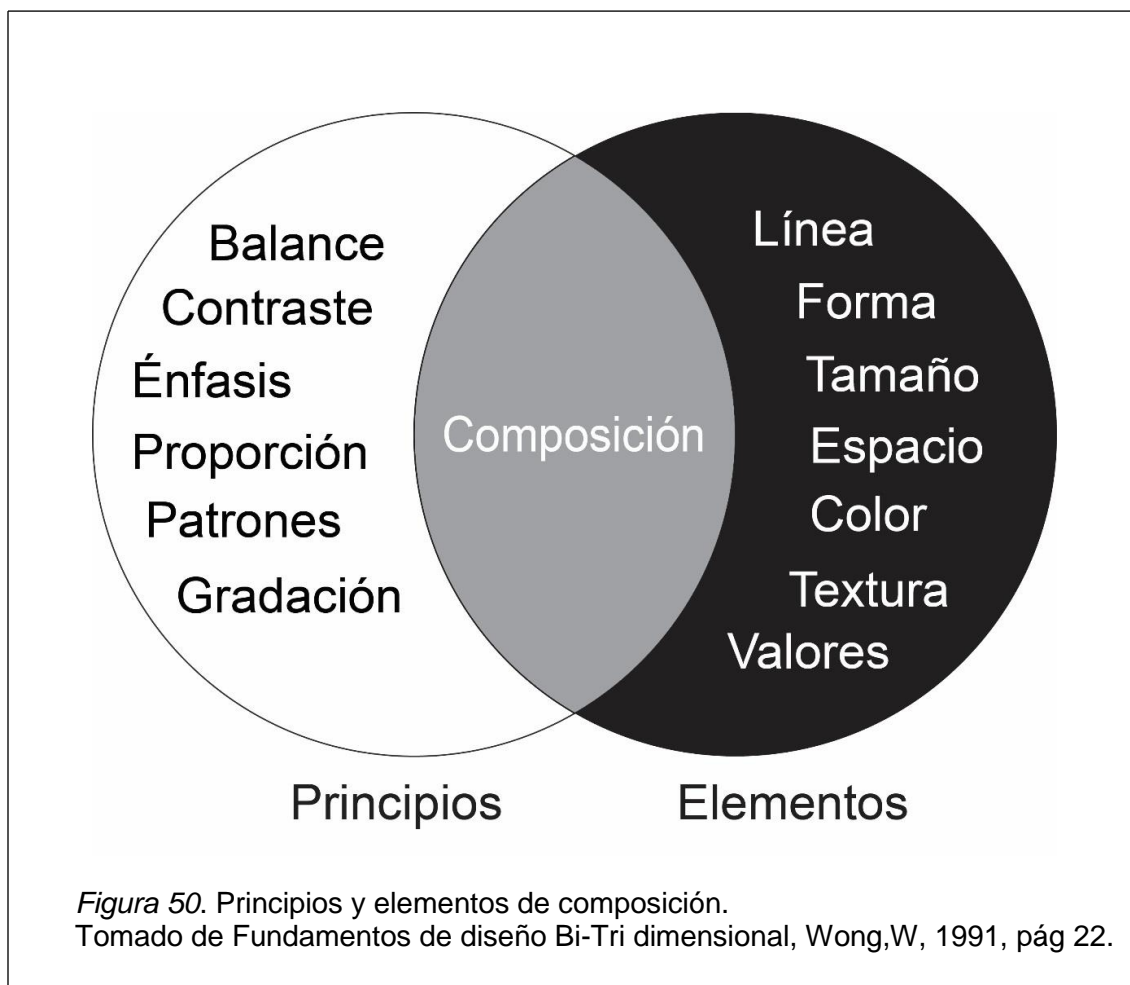 Balance
Contraste
Énfasis
Proporción
Patrones
Gradación
Composición
Línea
Forma
Tamaño
Espacio
Color
Textura
Valores
Principios
Elementos
Figura 50. Principios y elementos de composición.
Tomado de Fundamentos de diseño Bi-Tri dimensional, Wong,W, 1991, pág 22.